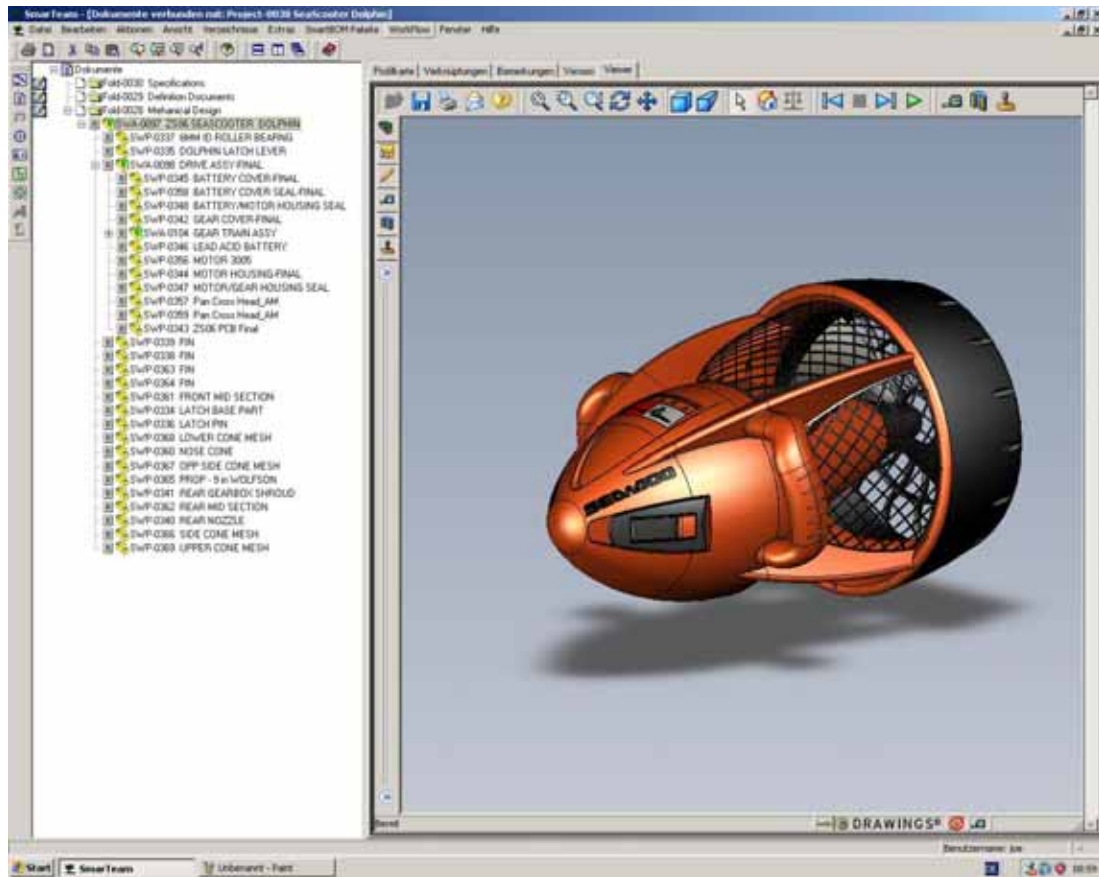 SmarTeam - [Dokumente verbunden mit: Project-0030 SeaScooter Dolphin]
Datei Bearbeiten Aktionen Ansicht Verzeichnisse Extras SmartBOM-Palette Workflow Fenster Hilfe
Profilkarte Verknüpfungen Bemerkungen Viewer
Dokumente
Fold-0030 Specifications
Fold-0029 Definition Documents
Fold-0028 Mehanical Design
SWA-0097 ZS06 SEASCOOTER DOLPHIN
SWP-0337 6MM ID ROLLER BEARING
SWP-0335 DOLPHIN LATCH LEVER
SWA-0098 DRIVE ASSY-FINAL
SWP-0345 BATTERY COVER-FINAL
SWP-0358 BATTERY COVER SEAL-FINAL
SWP-0348 BATTERY/MOTOR HOUSING SEAL
SWP-0342 GEAR COVER-FINAL
SWA-0104 GEAR TRAIN ASSY
SWP-0346 LEAD ACID BATTERY
SWP-0356 MOTOR 3005
SWP-0344 MOTOR HOUSING-FINAL
SWP-0347 MOTOR/GEAR HOUSING SEAL
SWP-0357 Pan Cross Head_AM
SWP-0359 Pan Cross Head_AM
SWP-0343 ZS06 PCB Final
SWP-0339 FIN
SWP-0338 FIN
SWP-0363 FIN
SWP-0364 FIN
SWP-0361 FRONT MID SECTION
SWP-0334 LATCH BASE PART
SWP-0336 LATCH PIN
SWP-0368 LOWER CONE MESH
SWP-0360 NOSE CONE
SWP-0367 OPP SIDE CONE MESH
SWP-0365 PROP - 9 in WOLFSON
SWP-0341 REAR GEARBOX SHROUD
SWP-0362 REAR MID SECTION
SWP-0340 REAR NOZZLE
SWP-0366 SIDE CONE MESH
SWP-0369 UPPER CONE MESH
SEADOO
Bereit
DRAWINGS®
Benutzername: joe
Start SmarTeam Unbenannt - Paint